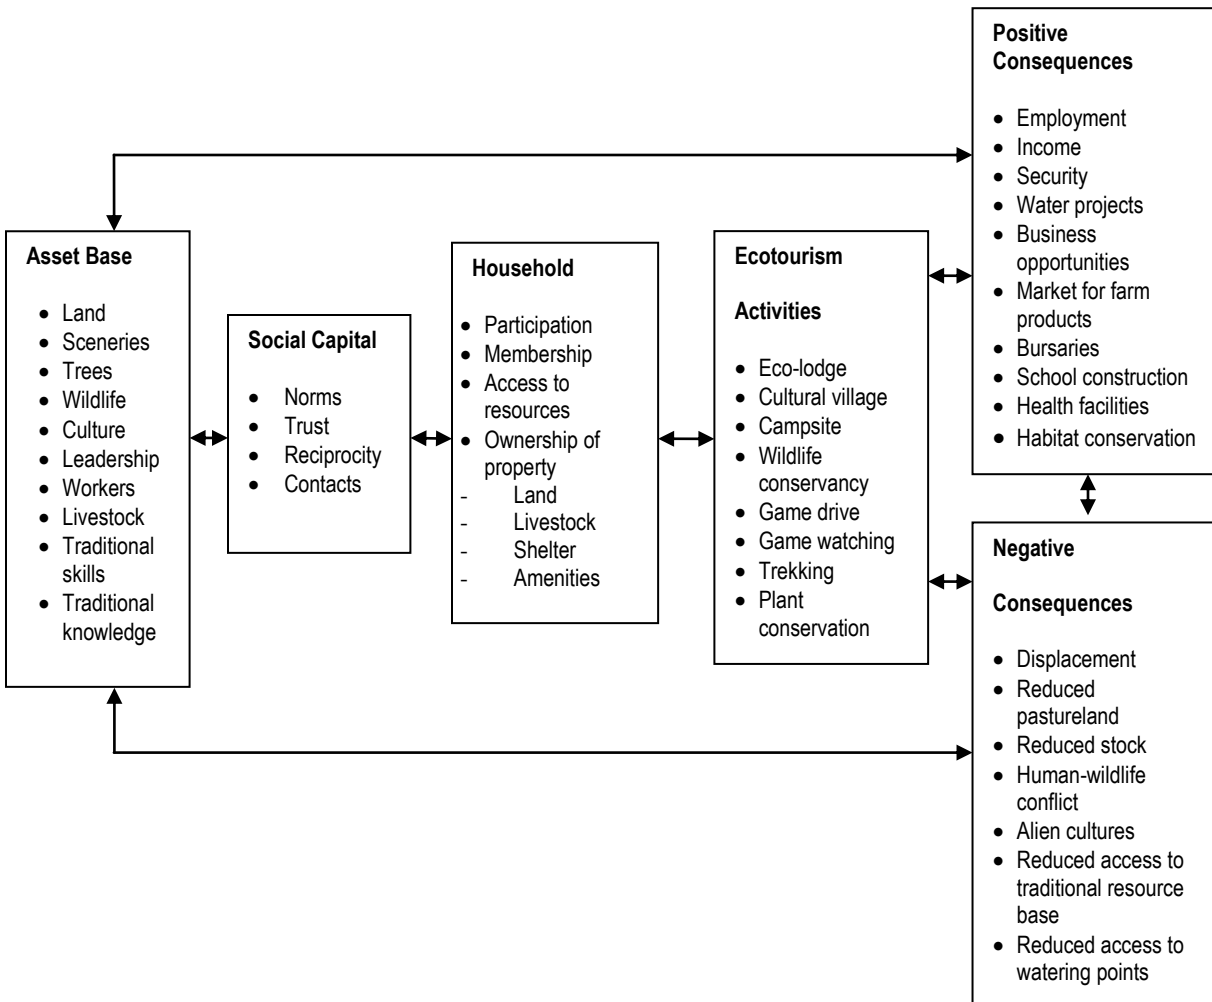 Asset Base
• Land
• Sceneries
• Trees
• Wildlife
• Culture
• Leadership
• Workers
• Livestock
• Traditional
skills
• Traditional
knowledge
Social Capital
• Norms
• Trust
• Reciprocity
• Contacts
Household
• Participation
• Membership
• Access to
resources
• Ownership of
property
- Land
- Livestock
- Shelter
- Amenities
Ecotourism
Activities
• Eco-lodge
• Cultural village
• Campsite
• Wildlife
conservancy
• Game drive
• Game watching
• Trekking
• Plant
conservation
Positive
Consequences
• Employment
• Income
• Security
• Water projects
• Business
opportunities
• Market for farm
products
• Bursaries
• School construction
• Health facilities
• Habitat conservation
Negative
Consequences
• Displacement
• Reduced
pastureland
• Reduced stock
• Human-wildlife
conflict
• Alien cultures
• Reduced access to
traditional resource
base
• Reduced access to
watering points